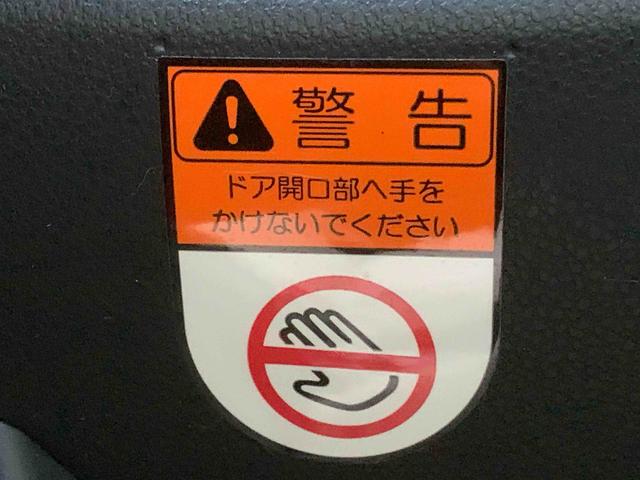 警告
ドア開口部へ手を
かけないでください